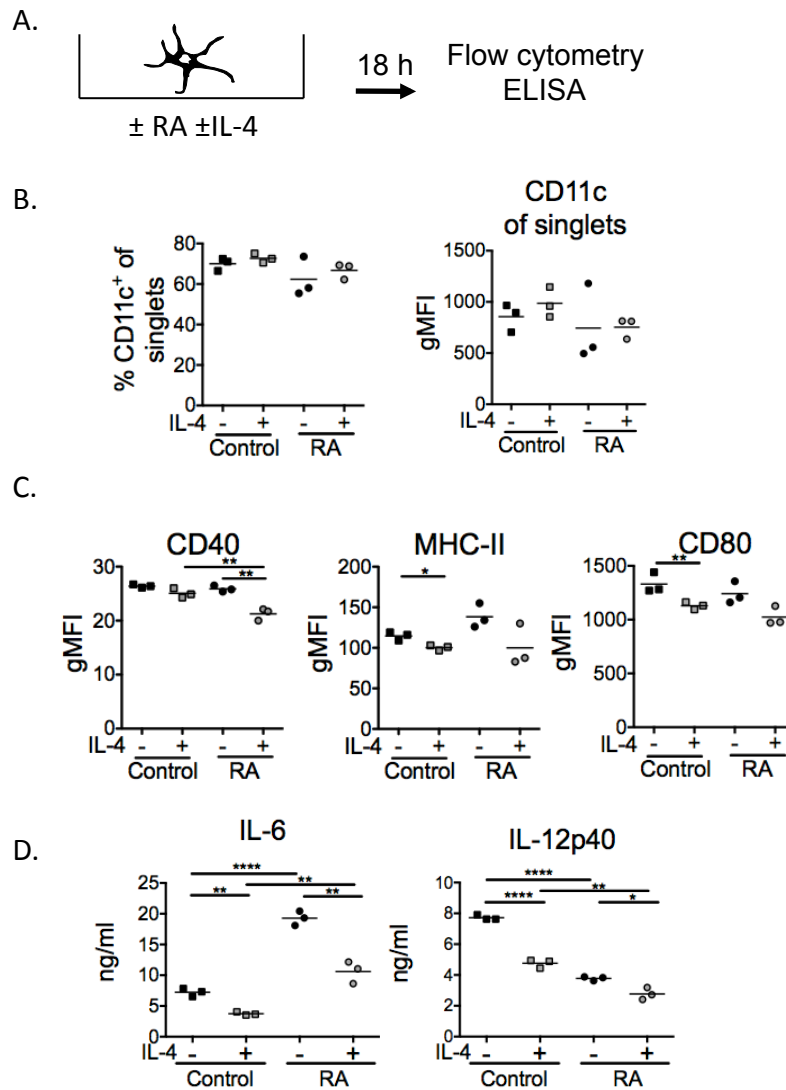 A.
± RA ±IL-4
18 h
Flow cytometry
ELISA
B.
% CD11c⁺ of
singlets
80
60
40
20
0
IL-4 - + - +
Control RA
CD11c
of singlets
gMFI
1500
1000
500
0
IL-4 - + - +
Control RA
C.
CD40
gMFI
30
20
10
0
**
**
IL-4 - + - +
Control RA
MHC-II
gMFI
200
150
100
50
0
*
IL-4 - + - +
Control RA
CD80
gMFI
1500
1000
500
0
**
IL-4 - + - +
Control RA
D.
IL-6
ng/ml
25
20
15
10
5
0
****
**
** **
IL-4 - + - +
Control RA
IL-12p40
ng/ml
8
6
4
2
0
****
**
**** *
IL-4 - + - +
Control RA